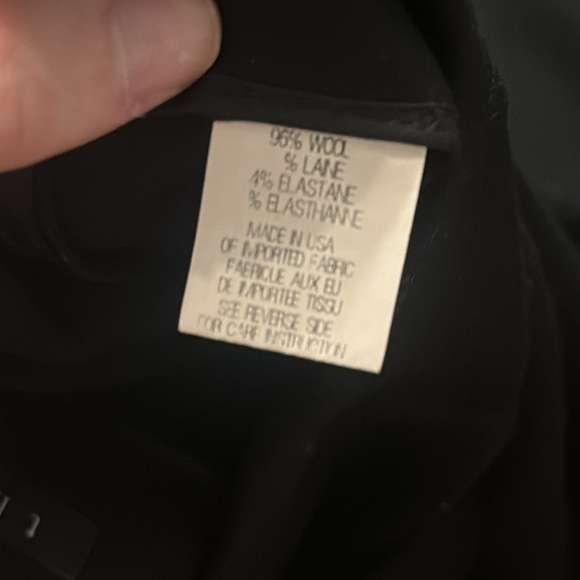 96% WOOL
% LAINE
4% ELASTANE
% ELASTHANNE
MADE IN USA
OF IMPORTED FABRIC
FABRIQUE AUX EU
DE IMPORTEE TISSU
SEE REVERSE SIDE
FOR CARE INSTRUCTION